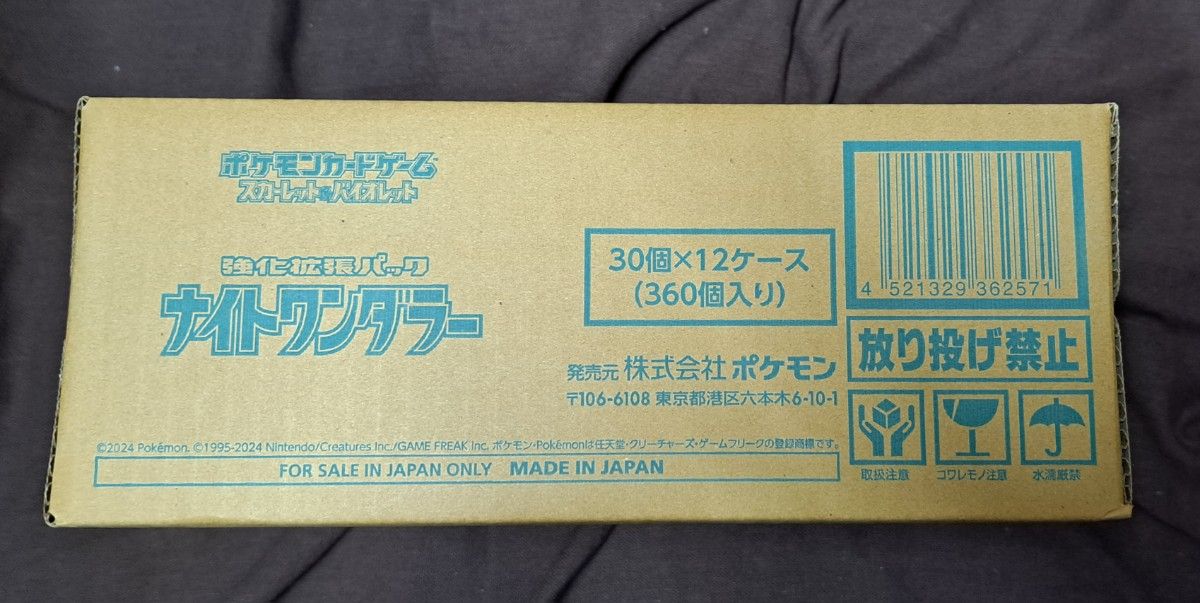 ポケモンカードゲーム
スカーレット&バイオレット
強化拡張パック
ナイトワンダラー
30個×12ケース
(360個入り)
発売元 株式会社 ポケモン
〒106-6108 東京都港区六本木6-10-1
©2024 Pokémon. ©1995-2024 Nintendo/Creatures Inc./GAME FREAK inc. ポケモン・Pokémonは任天堂・クリーチャーズ・ゲームフリークの登録商標です。
FOR SALE IN JAPAN ONLY MADE IN JAPAN
4 521329 362571
放り投げ禁止
取扱注意
コワレモノ注意
水濡厳禁